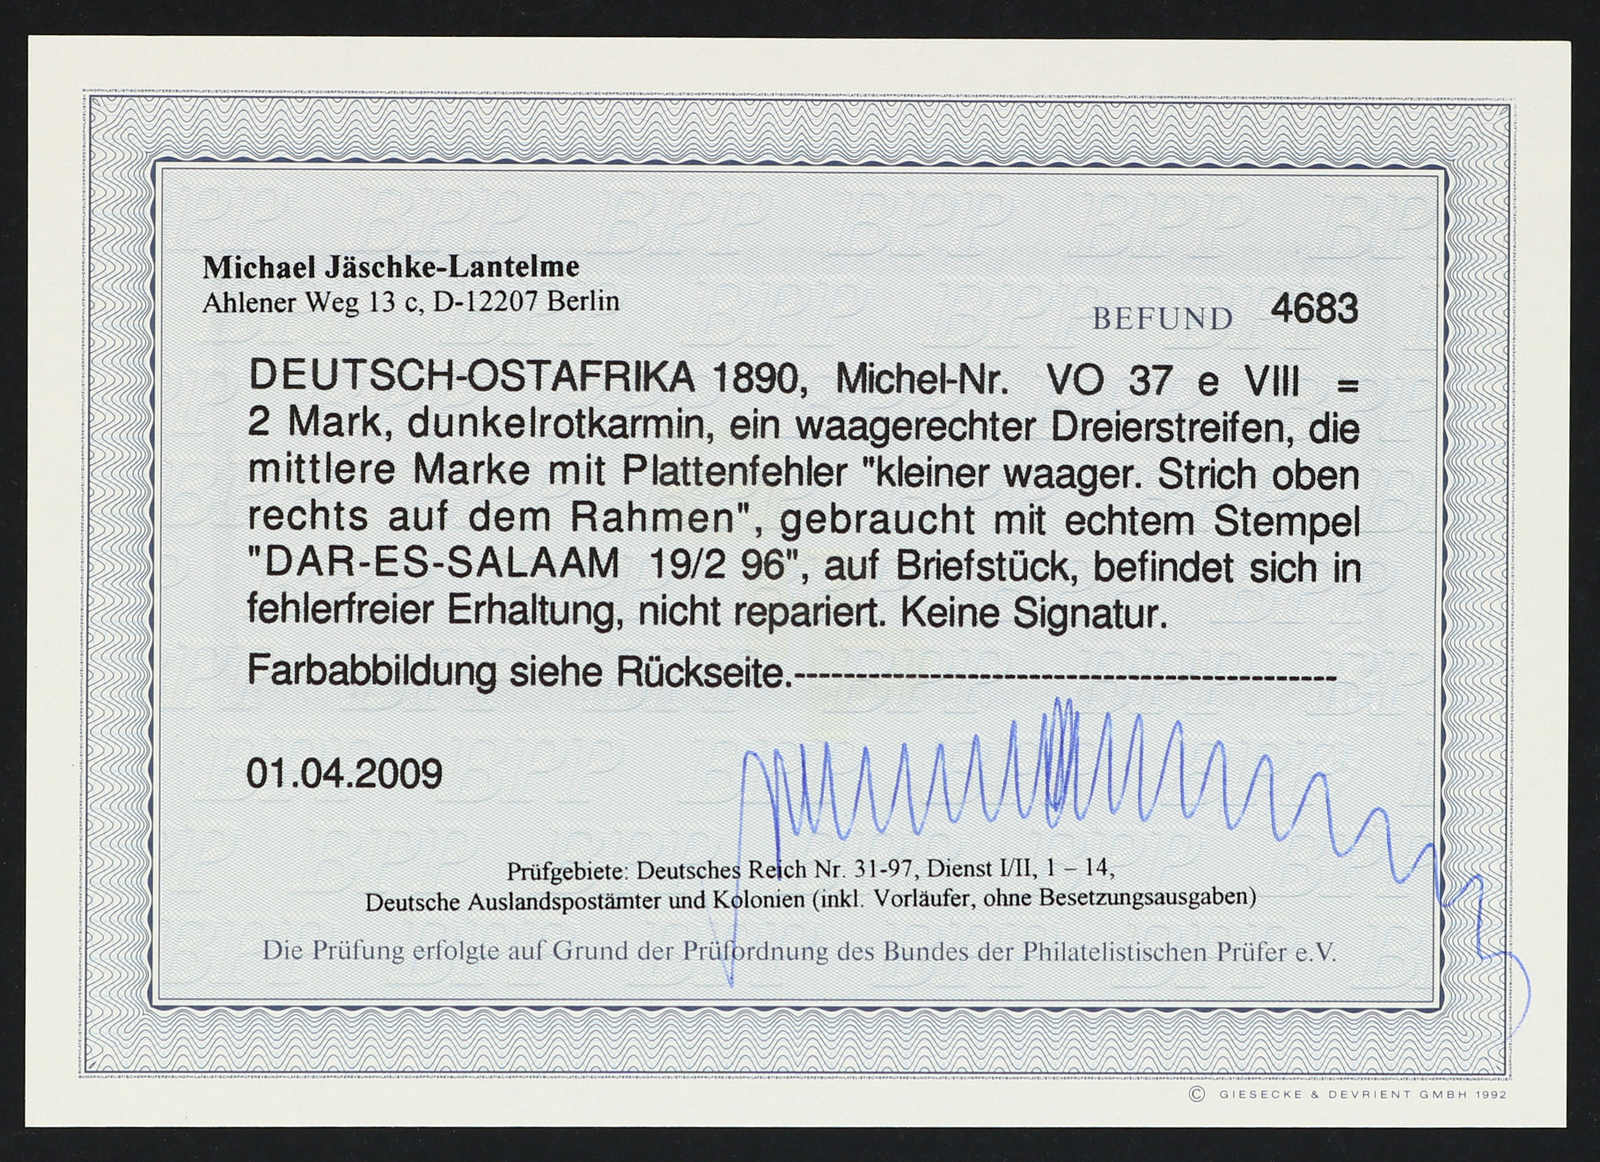 Michael Jäschke-Lantelme
Ahlener Weg 13 c, D-12207 Berlin
BEFUND 4683
DEUTSCH-OSTAFRIKA 1890, Michel-Nr. VO 37 e VIII =
2 Mark, dunkelrotkarmin, ein waagerechter Dreierstreifen, die
mittlere Marke mit Plattenfehler "kleiner waager. Strich oben
rechts auf dem Rahmen", gebraucht mit echtem Stempel
"DAR-ES-SALAAM 19/2 96", auf Briefstück, befindet sich in
fehlerfreier Erhaltung, nicht repariert. Keine Signatur.
Farbabbildung siehe Rückseite.--------------------------------------------
01.04.2009
Prüfgebiete: Deutsches Reich Nr. 31-97, Dienst I/II, 1 – 14,
Deutsche Auslandspostämter und Kolonien (inkl. Vorläufer, ohne Besetzungsausgaben)
Die Prüfung erfolgte auf Grund der Prüfordnung des Bundes der Philatelistischen Prüfer e.V.
© GIESECKE & DEVRIENT GMBH 1992